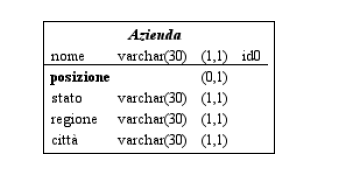 Azienda
nome varchar(30) (1,1) id0
posizione (0,1)
stato varchar(30) (1,1)
regione varchar(30) (1,1)
città varchar(30) (1,1)